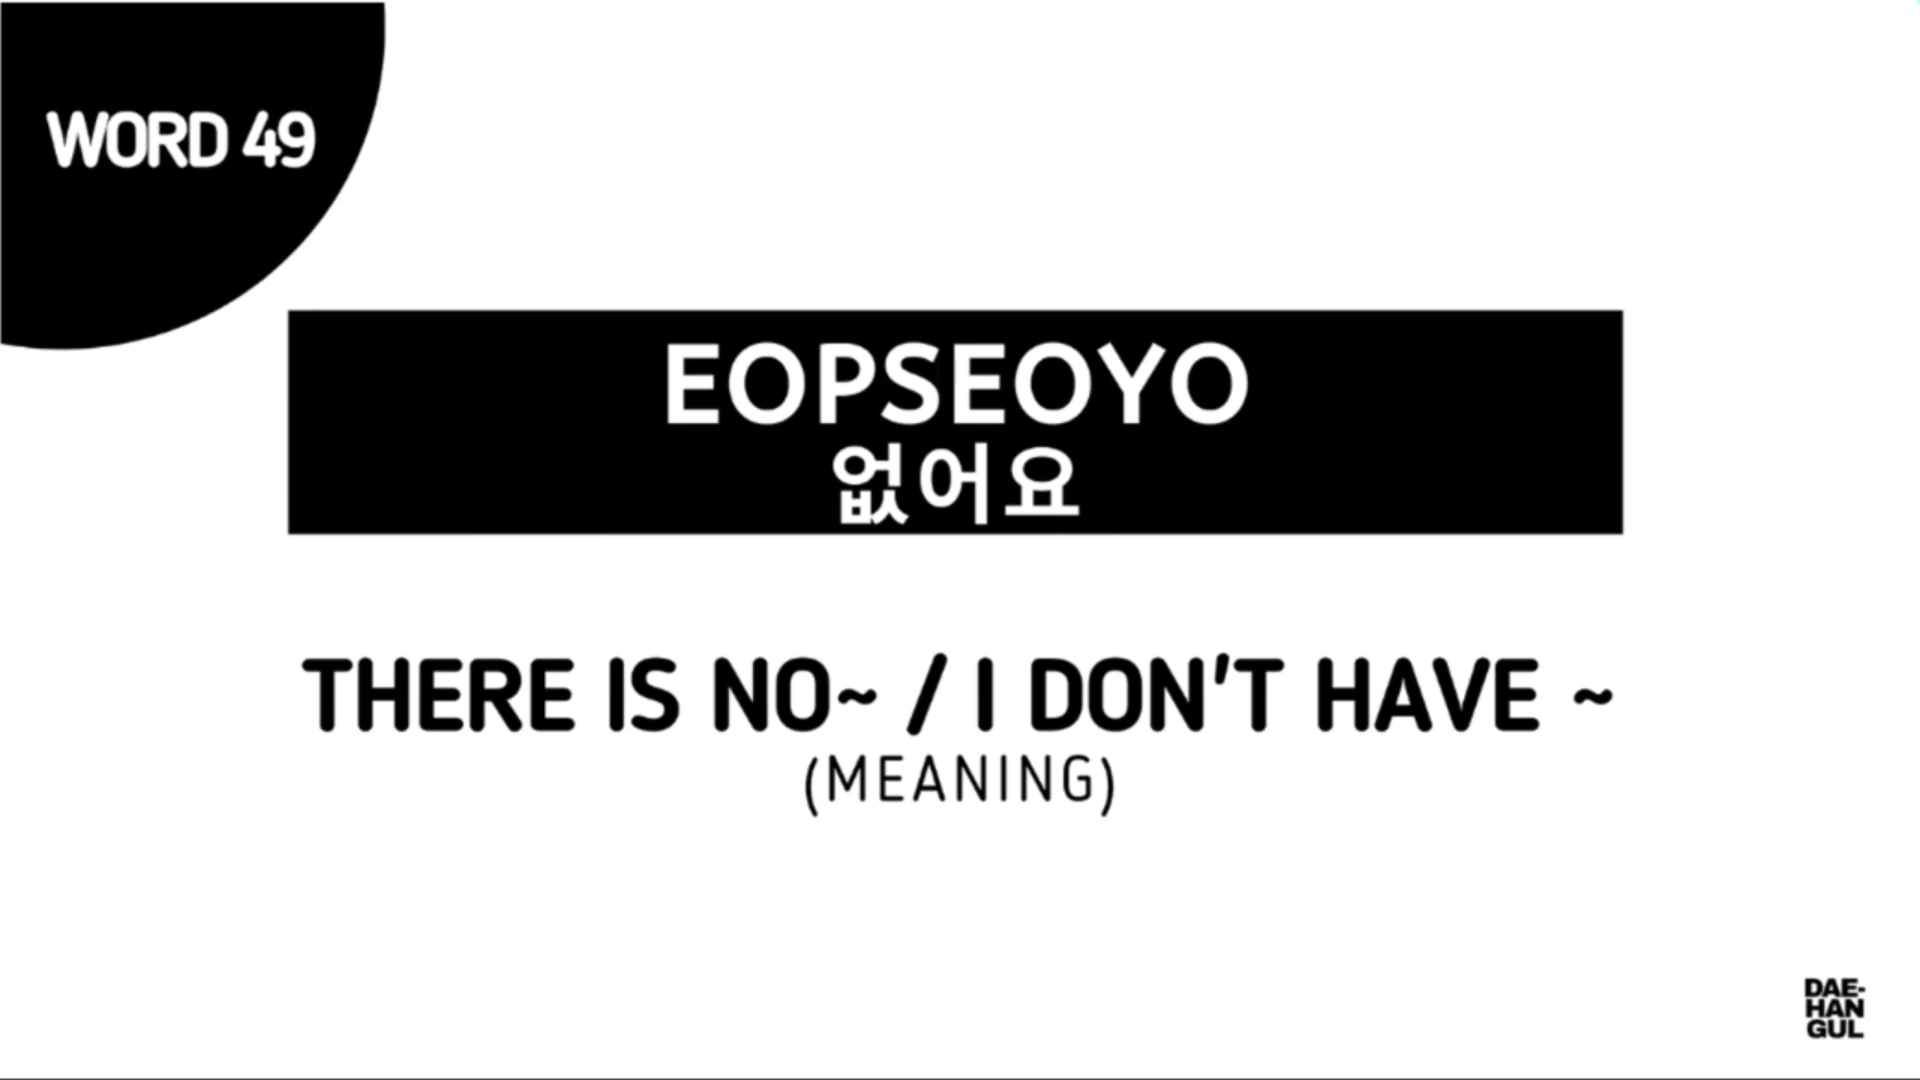 WORD 49
EOPSEOYO
없어요
THERE IS NO~ / I DON'T HAVE ~
(MEANING)
DAE-
HAN
GUL